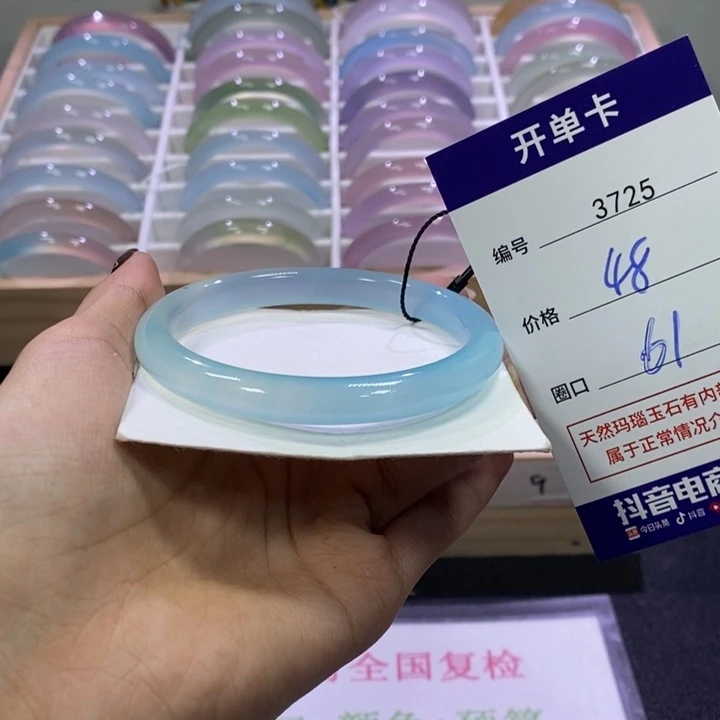 开单卡
编号 3725
价格 48
圈口 61
天然玛瑙玉石有内
属于正常情况介
抖音电商
今日头条 抖音
9
全国复检